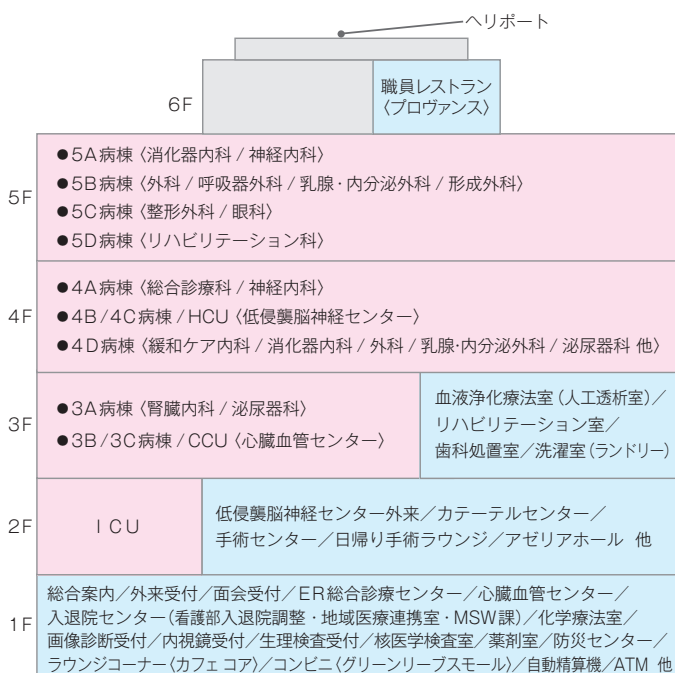 ヘリポート
6F
職員レストラン
〈プロヴァンス〉
5F
●5A病棟〈消化器内科 / 神経内科〉
●5B病棟〈外科 / 呼吸器外科 / 乳腺・内分泌外科 / 形成外科〉
●5C病棟〈整形外科 / 眼科〉
●5D病棟〈リハビリテーション科〉
4F
●4A病棟〈総合診療科 / 神経内科〉
●4B/4C病棟/HCU〈低侵襲脳神経センター〉
●4D病棟〈緩和ケア内科 / 消化器内科 / 外科 / 乳腺・内分泌外科 / 泌尿器科 他〉
3F
●3A病棟〈腎臓内科 / 泌尿器科〉
●3B/3C病棟/CCU〈心臓血管センター〉
血液浄化療法室（人工透析室）／
リハビリテーション室／
歯科処置室／洗濯室（ランドリー）
2F
ICU
低侵襲脳神経センター外来／カテーテルセンター／
手術センター／日帰り手術ラウンジ／アゼリアホール 他
1F
総合案内／外来受付／面会受付／ER総合診療センター／心臓血管センター／
入退院センター（看護部入退院調整・地域医療連携室・MSW課）／化学療法室／
画像診断受付／内視鏡受付／生理検査受付／核医学検査室／薬剤室／防災センター／
ラウンジコーナー〈カフェ コア〉／コンビニ〈グリーンリーブスモール〉／自動精算機／ATM 他